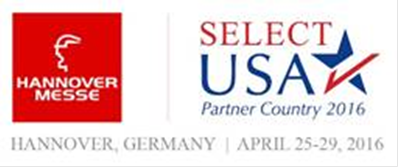 HANNOVER
MESSE
SELECT
USA
Partner Country 2016
HANNOVER, GERMANY | APRIL 25-29, 2016